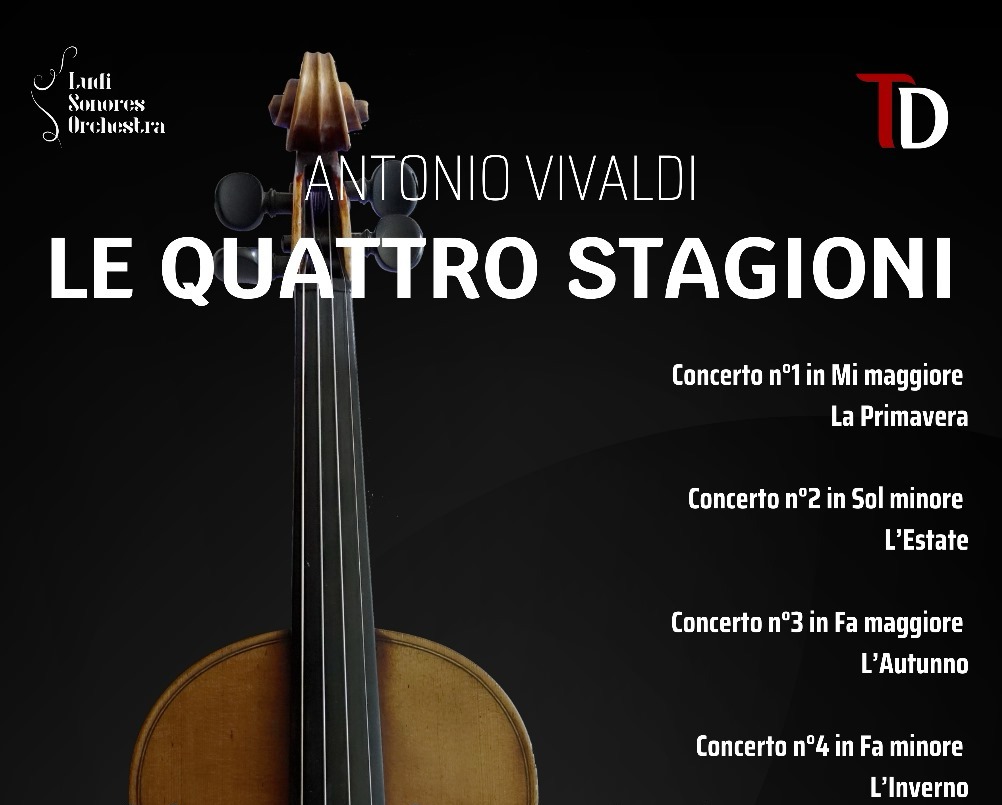 Ludi
Sonores
Orchestra
TD
ANTONIO VIVALDI
LE QUATTRO STAGIONI
Concerto n°1 in Mi maggiore
La Primavera
Concerto n°2 in Sol minore
L’Estate
Concerto n°3 in Fa maggiore
L’Autunno
Concerto n°4 in Fa minore
L’Inverno